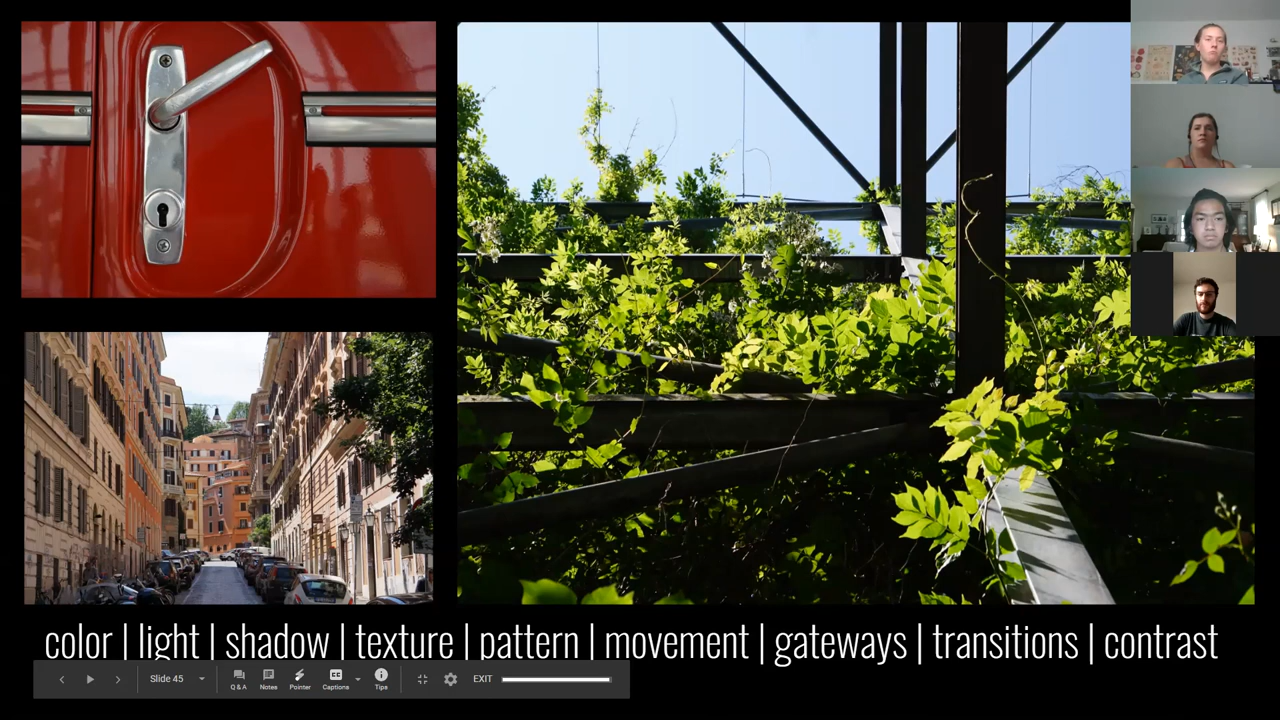 color | light | shadow | texture | pattern | movement | gateways | transitions | contrast
Slide 45
Q & A
Notes
Pointer
Captions
Tips
EXIT